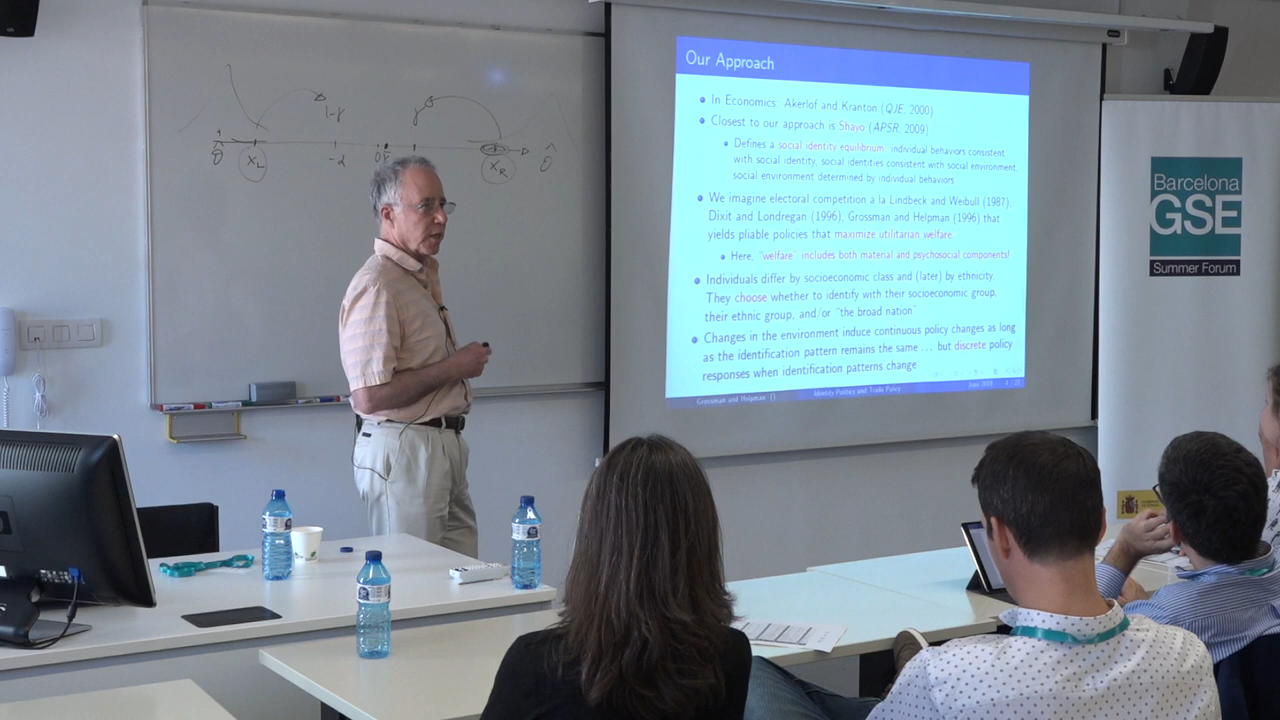 1-γ
γ
-2
X_L
X_R
θ̂
Our Approach
In Economics: Akerlof and Kranton (QJE, 2000)
Closest to our approach is Shayo (APSR, 2009)
Defines a social identity equilibrium: individual behaviors consistent
with social identity, social identities consistent with social environment,
social environment determined by individual behaviors
We imagine electoral competition a la Lindbeck and Weibull (1987),
Dixit and Londregan (1996), Grossman and Helpman (1996) that
yields pliable policies that maximize utilitarian welfare.
Here, "welfare" includes both material and psychosocial components!
Individuals differ by socioeconomic class and (later) by ethnicity.
They choose whether to identify with their socioeconomic group,
their ethnic group, and/or "the broad nation"
Changes in the environment induce continuous policy changes as long
as the identification pattern remains the same ... but discrete policy
responses when identification patterns change
Grossman and Helpman ()
Identity Politics and Trade Policy
June 2018
Barcelona
GSE
Summer Forum